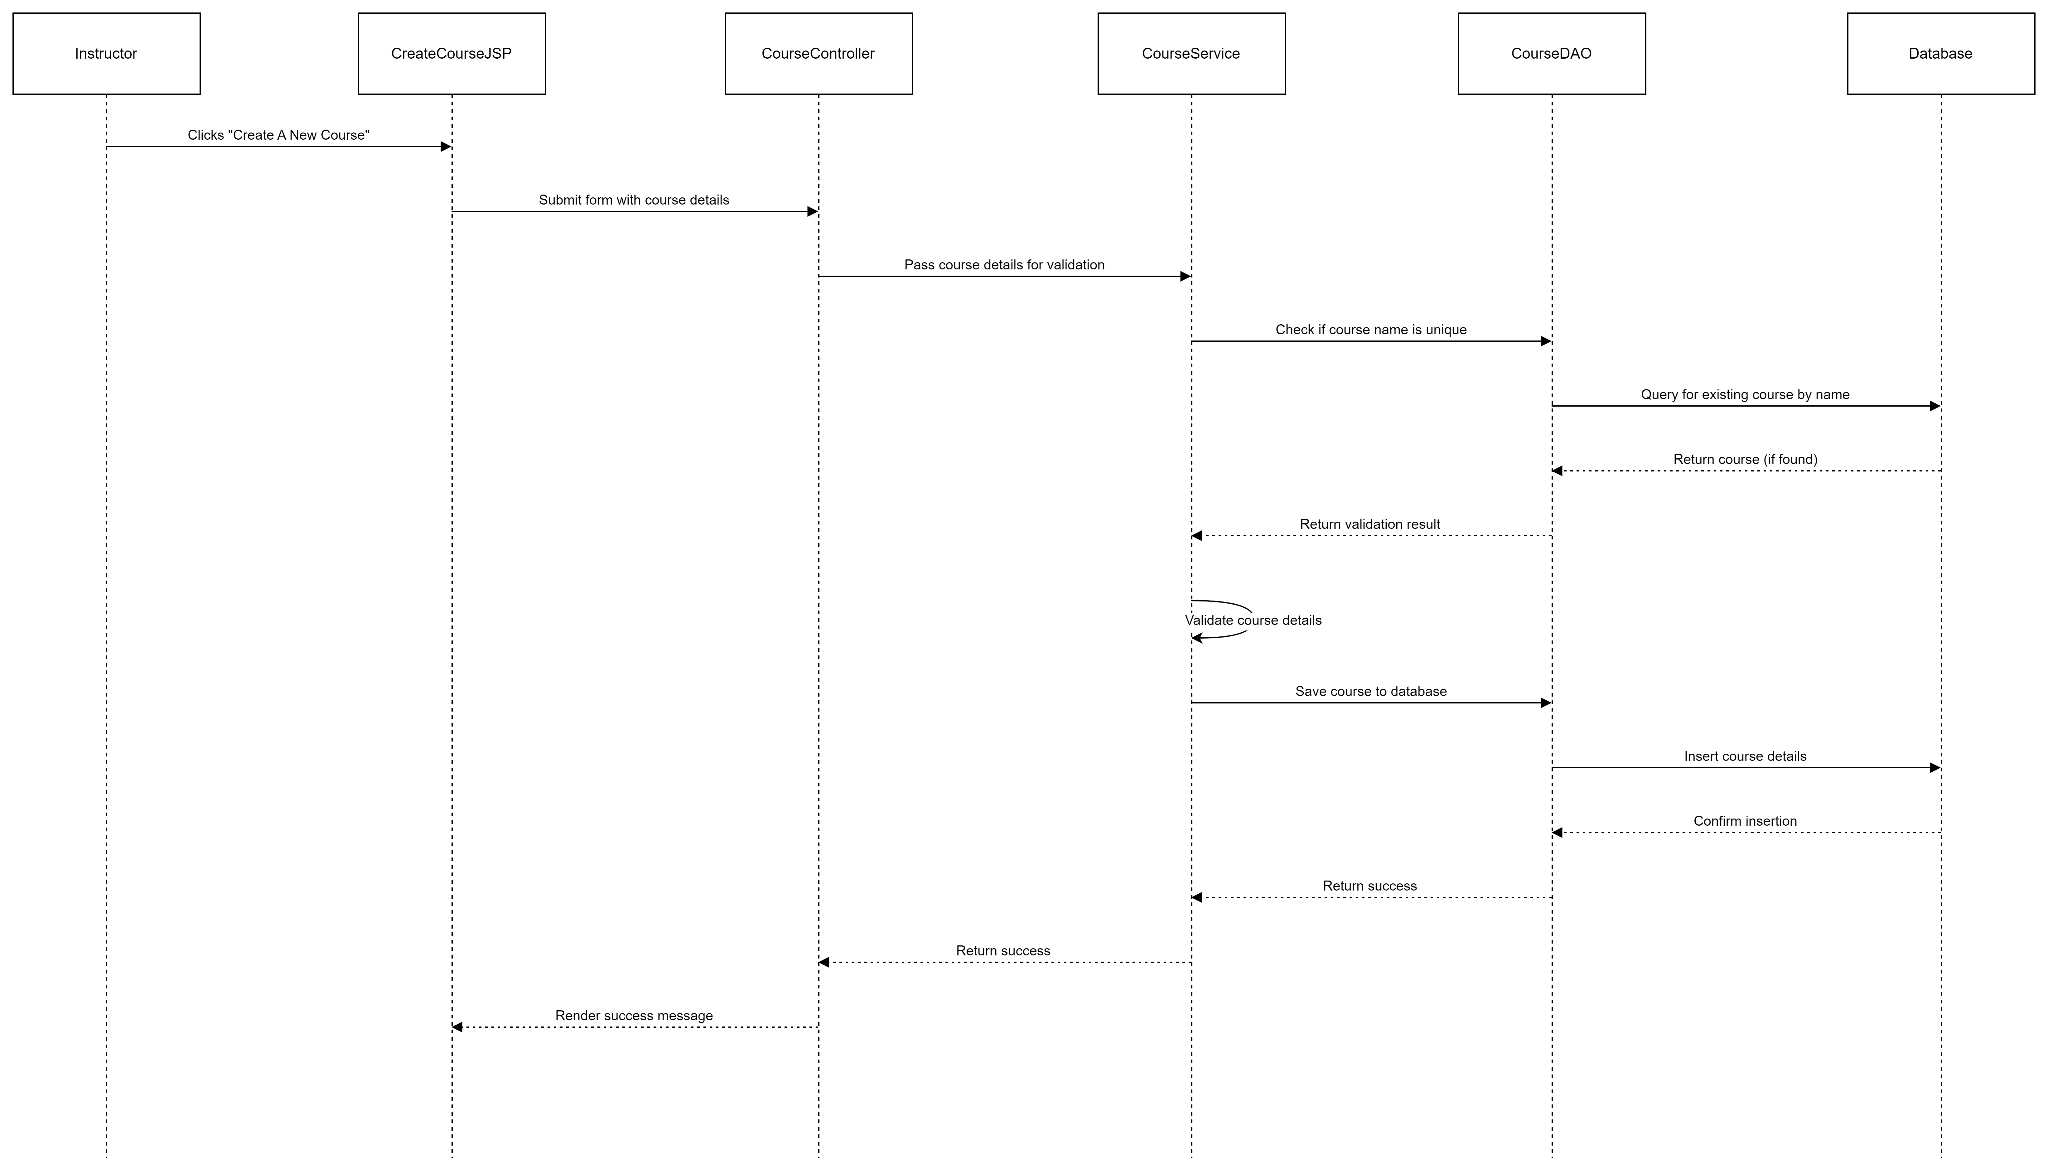 Instructor
CreateCourseJSP
CourseController
CourseService
CourseDAO
Database
Clicks "Create A New Course"
Submit form with course details
Pass course details for validation
Check if course name is unique
Query for existing course by name
Return course (if found)
Return validation result
Validate course details
Save course to database
Insert course details
Confirm insertion
Return success
Return success
Render success message